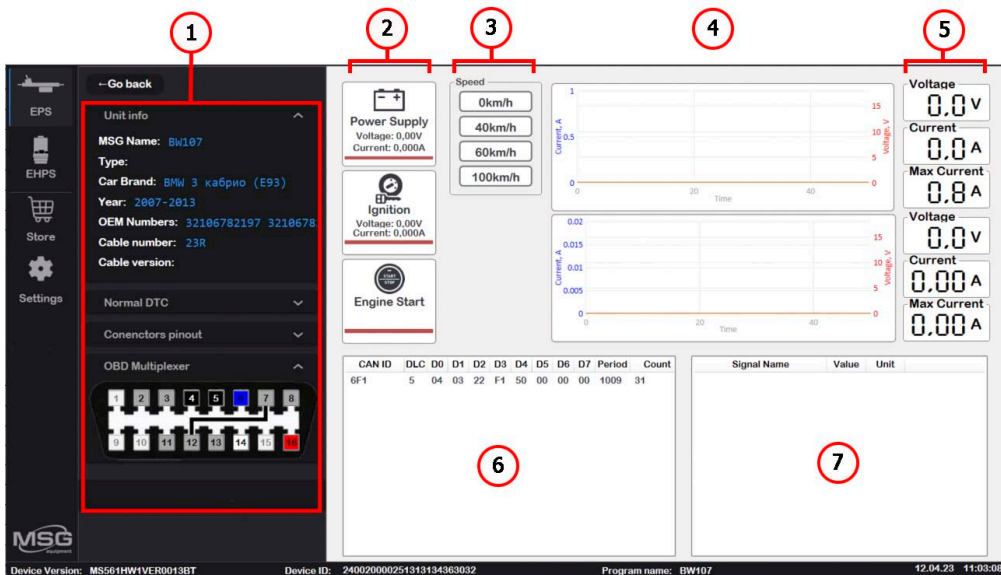 1
2
3
4
5
EPS
EHPS
Store
Settings
MSG
equipment
←Go back
Unit info
MSG Name: BW107
Type:
Car Brand: BMW 3 кабрио (E93)
Year: 2007-2013
OEM Numbers: 32106782197 3210678
Cable number: 23R
Cable version:
Normal DTC
Conenctors pinout
OBD Multiplexer
1 2 3 4 5 7 8
9 10 11 12 13 14 15 16
- +
Power Supply
Voltage: 0,00V
Current: 0,000A
Ignition
Voltage: 0,00V
Current: 0,000A
START
STOP
Engine Start
Speed
0km/h
40km/h
60km/h
100km/h
Current, A
1
0.5
0
0 20 40
Time
15
10
5
0
Voltage, V
Current, A
0.02
0.015
0.01
0.005
0
0 20 40
Time
15
10
5
0
Voltage, V
Voltage
0.0 V
Current
0.0 A
Max Current
0.8 A
Voltage
0.0 V
Current
0.00 A
Max Current
0.00 A
CAN ID DLC D0 D1 D2 D3 D4 D5 D6 D7 Period Count
6F1 5 04 03 22 F1 50 00 00 00 1009 31
6
Signal Name Value Unit
7
Device Version: MS561HW1VER0013BT Device ID: 240020000251313134363032 Program name: BW107 12.04.23 11:03:08